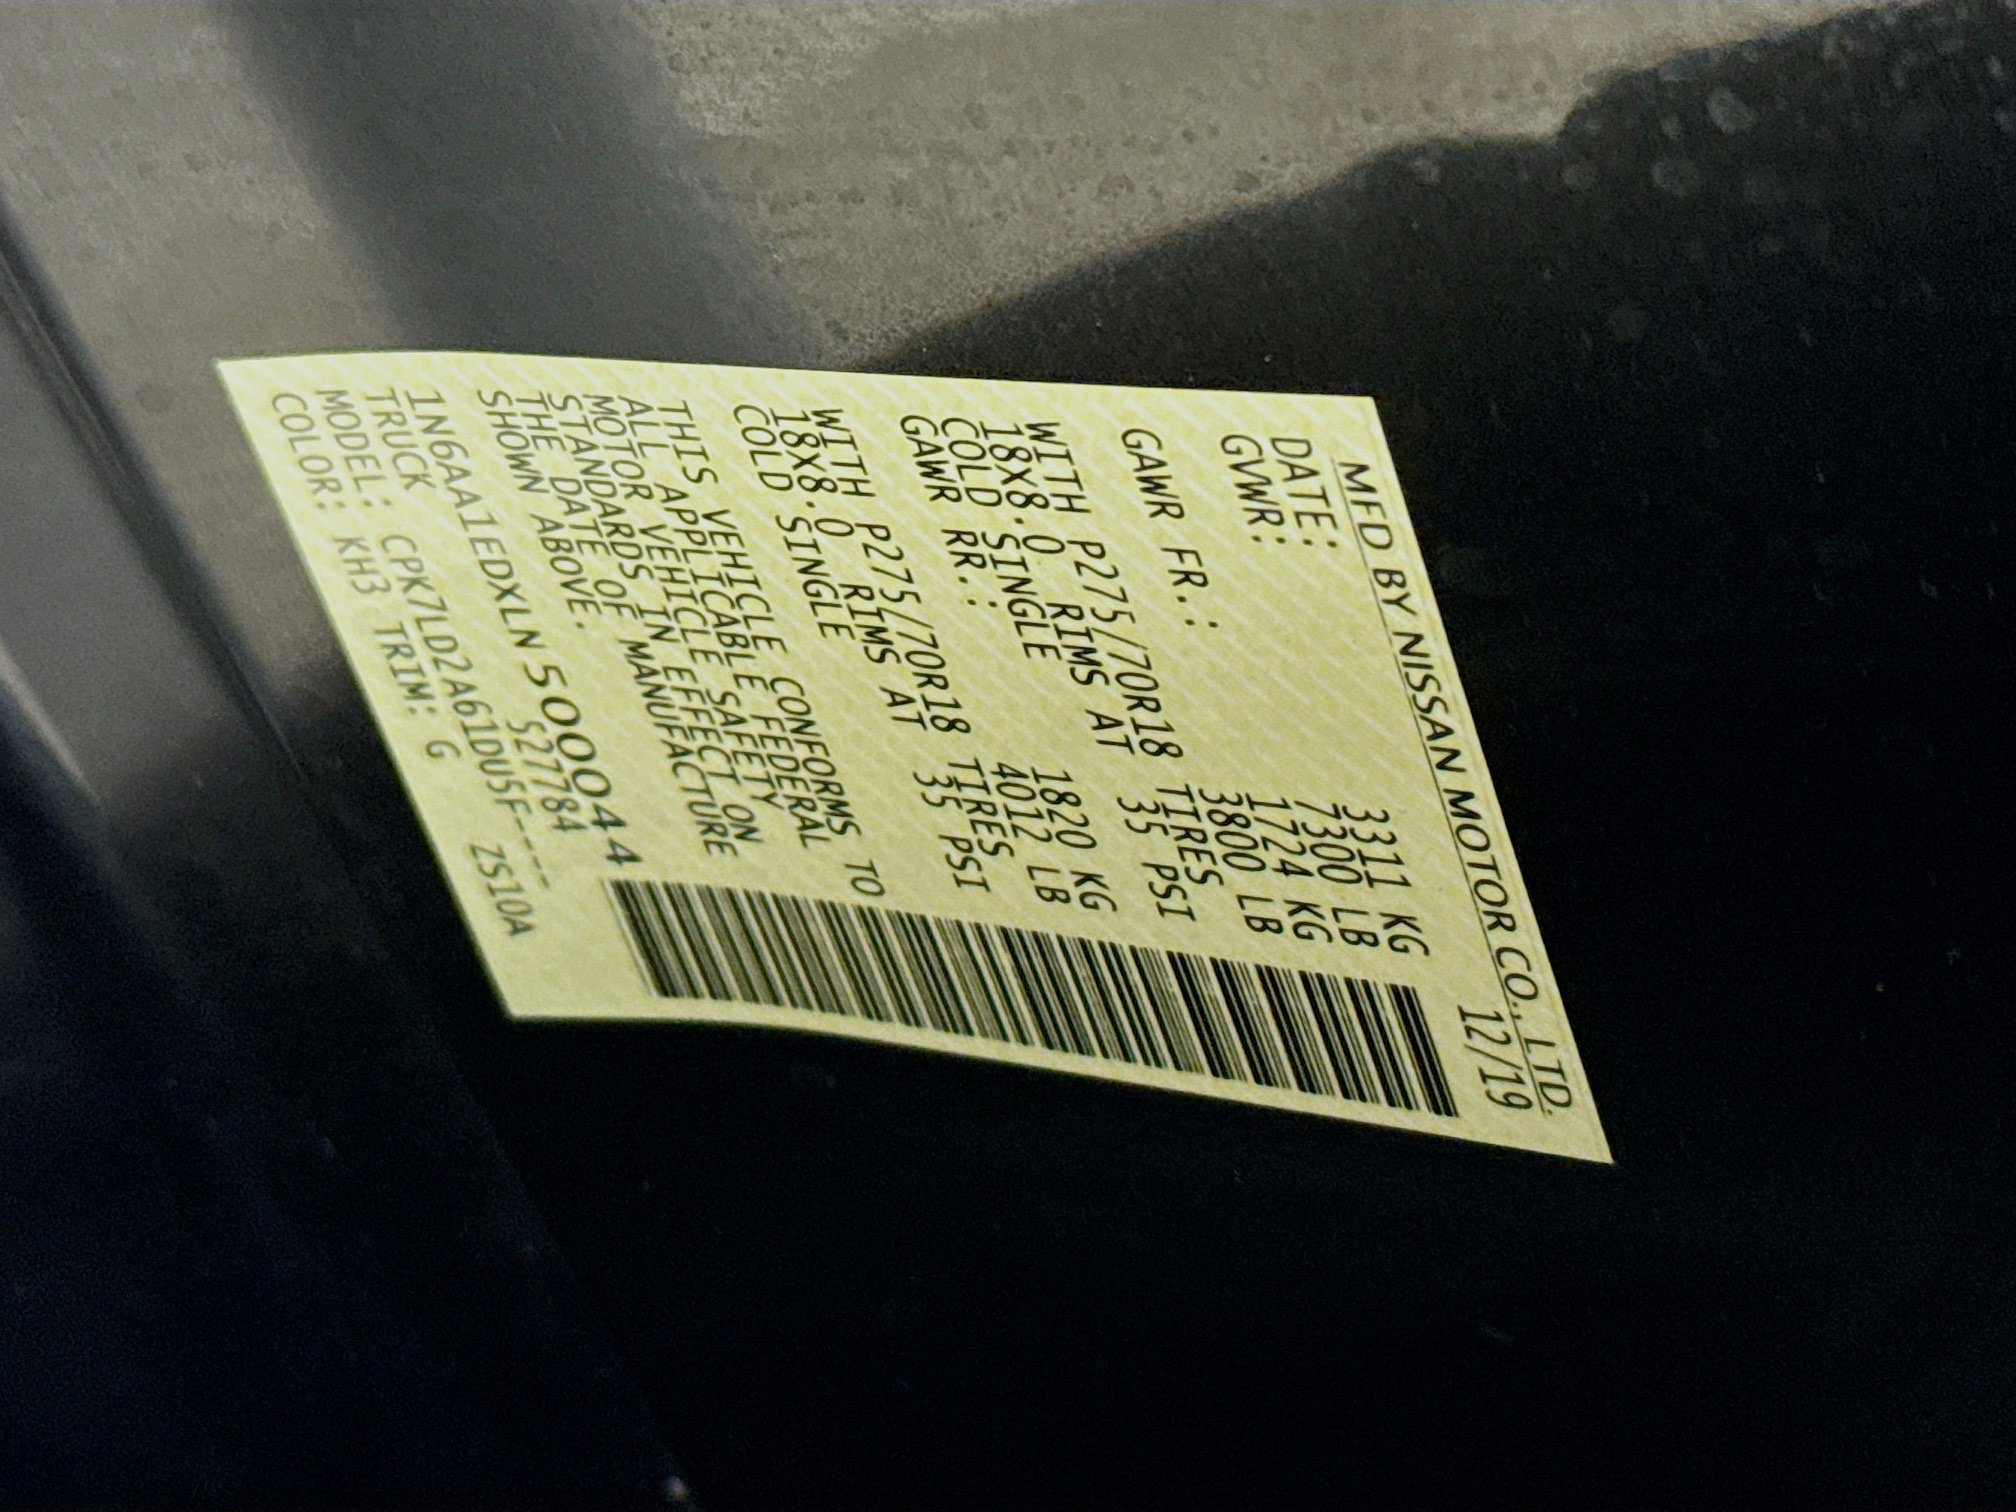 MFD BY NISSAN MOTOR CO., LTD.
DATE: 12/19
GVWR: 3311 KG
7300 LB
GAWR FR.: 1724 KG
3800 LB
WITH P275/70R18 TIRES
18X8.0 RIMS AT 35 PSI
COLD SINGLE
GAWR RR.: 1820 KG
4012 LB
WITH P275/70R18 TIRES
18X8.0 RIMS AT 35 PSI
COLD SINGLE
THIS VEHICLE CONFORMS TO
ALL APPLICABLE FEDERAL
MOTOR VEHICLE SAFETY
STANDARDS IN EFFECT ON
THE DATE OF MANUFACTURE
SHOWN ABOVE.
1N6AA1EDXLN500044
TRUCK S27784
MODEL: CPK7LD2A61DUSF----
COLOR: KH3 TRIM: G ZS10A